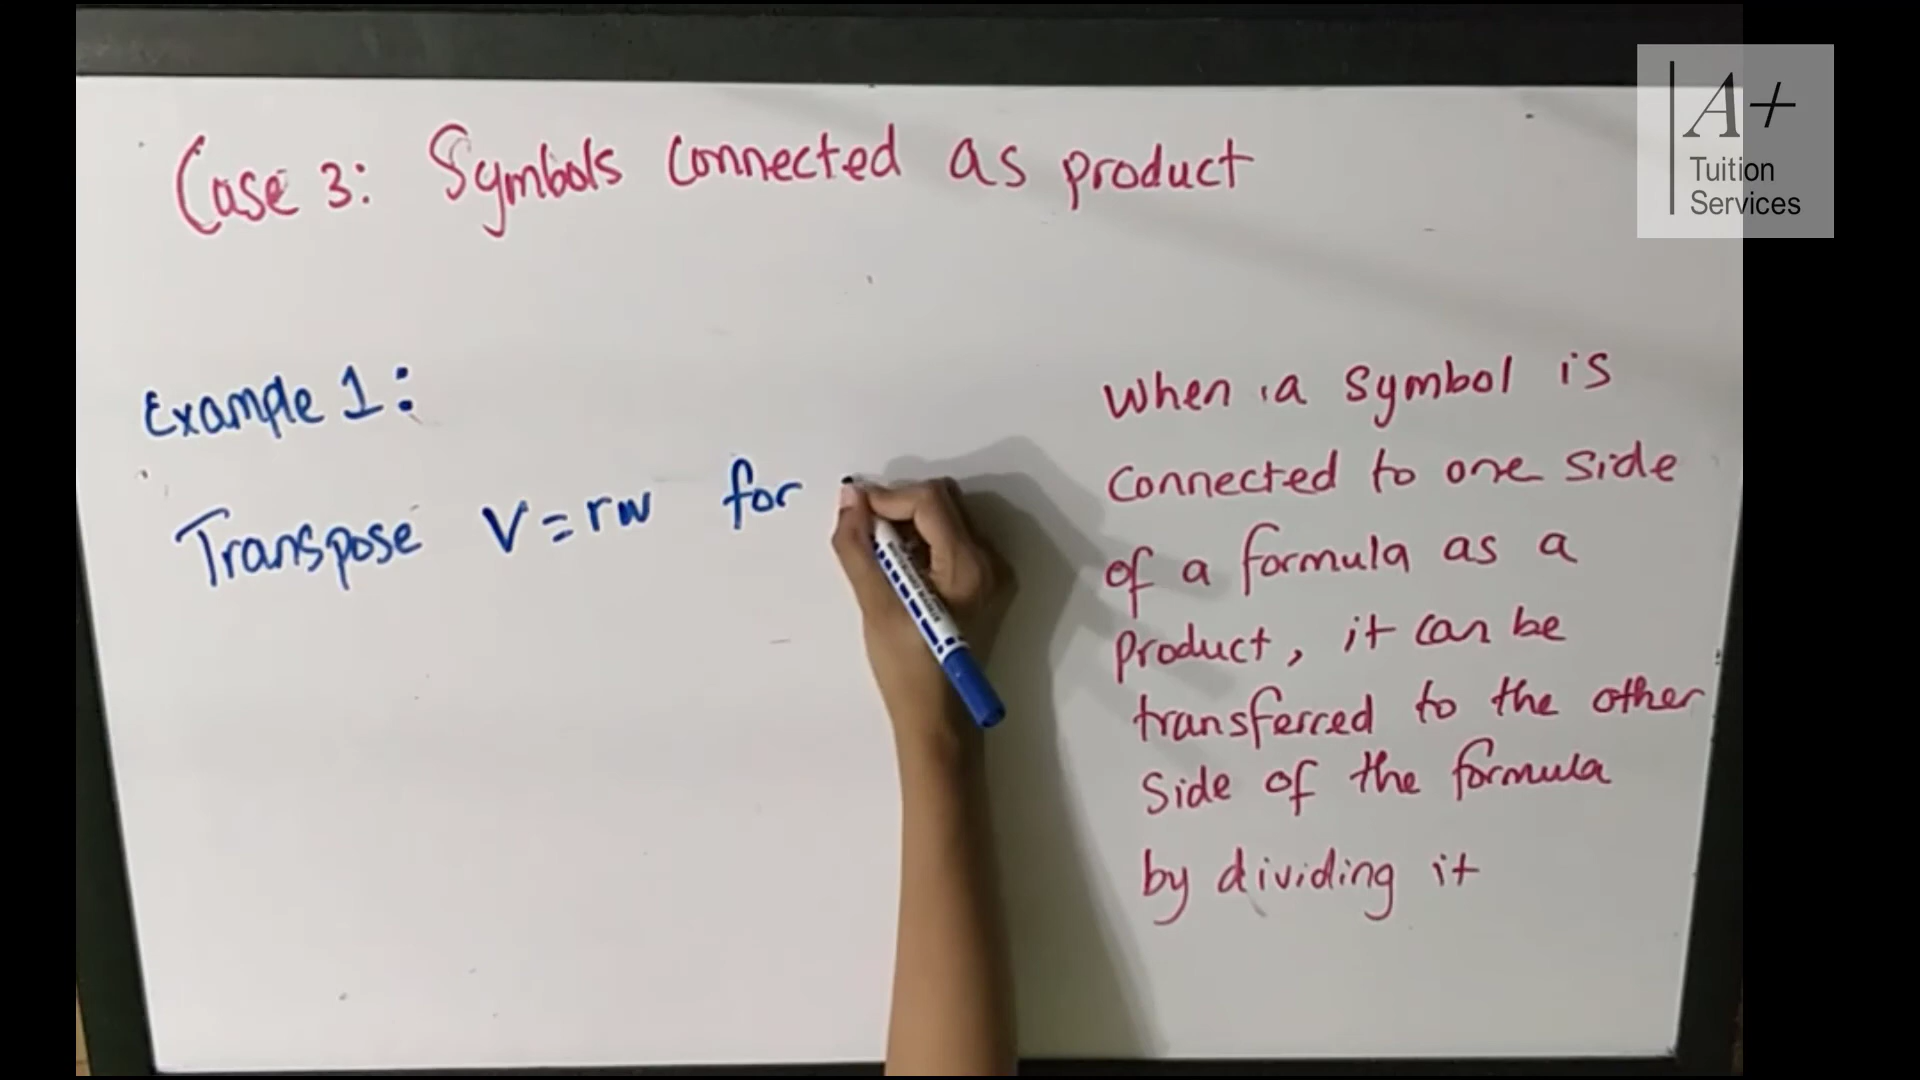 Case 3: Symbols connected as product
Example 1:
Transpose V=rw for
When a symbol is
connected to one side
of a formula as a
product, it can be
transferred to the other
side of the formula
by dividing it
A+
Tuition
Services